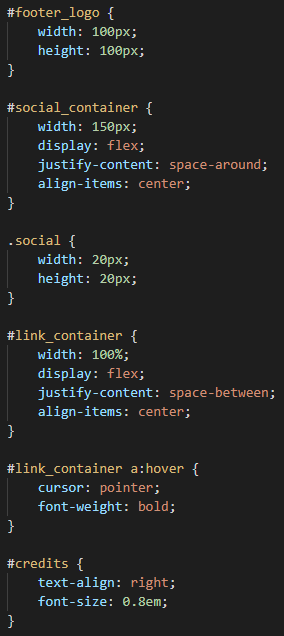 #footer_logo {
    width: 100px;
    height: 100px;
}

#social_container {
    width: 150px;
    display: flex;
    justify-content: space-around;
    align-items: center;
}

.social {
    width: 20px;
    height: 20px;
}

#link_container {
    width: 100%;
    display: flex;
    justify-content: space-between;
    align-items: center;
}

#link_container a:hover {
    cursor: pointer;
    font-weight: bold;
}

#credits {
    text-align: right;
    font-size: 0.8em;
}